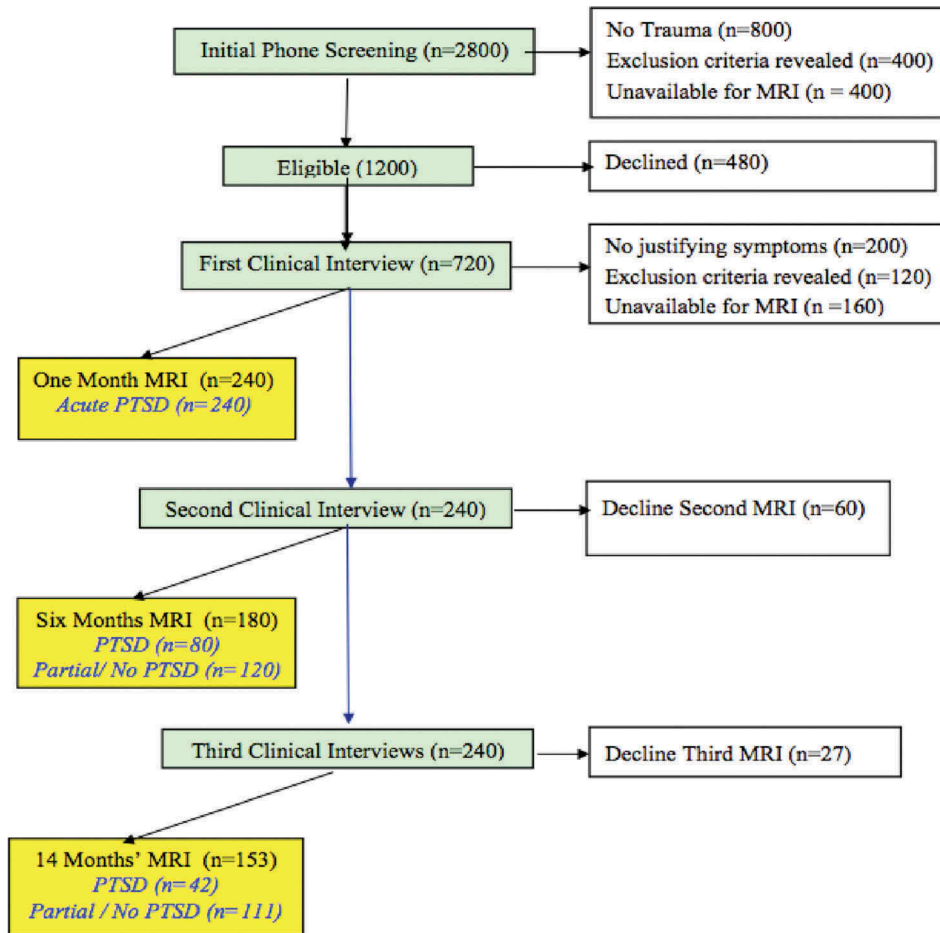 Initial Phone Screening (n=2800)
No Trauma (n=800)
Exclusion criteria revealed (n=400)
Unavailable for MRI (n = 400)
Eligible (1200)
Declined (n=480)
First Clinical Interview (n=720)
No justifying symptoms (n=200)
Exclusion criteria revealed (n=120)
Unavailable for MRI (n =160)
One Month MRI (n=240)
Acute PTSD (n=240)
Second Clinical Interview (n=240)
Decline Second MRI (n=60)
Six Months MRI (n=180)
PTSD (n=80)
Partial/ No PTSD (n=120)
Third Clinical Interviews (n=240)
Decline Third MRI (n=27)
14 Months’ MRI (n=153)
PTSD (n=42)
Partial / No PTSD (n=111)